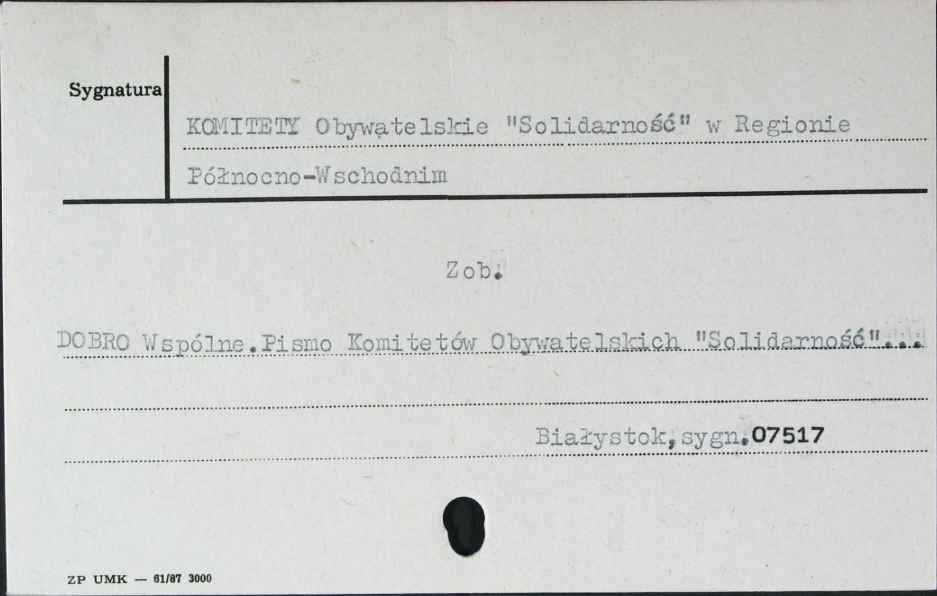 Sygnatura
KOMITETY Obywatelskie "Solidarność" w Regionie
Północno-Wschodnim
Zob.
DOBRO Wspólne.Pismo Komitetów Obywatelskich "Solidarność"...
Białystok,sygn.07517
ZP UMK — 61/87 3000